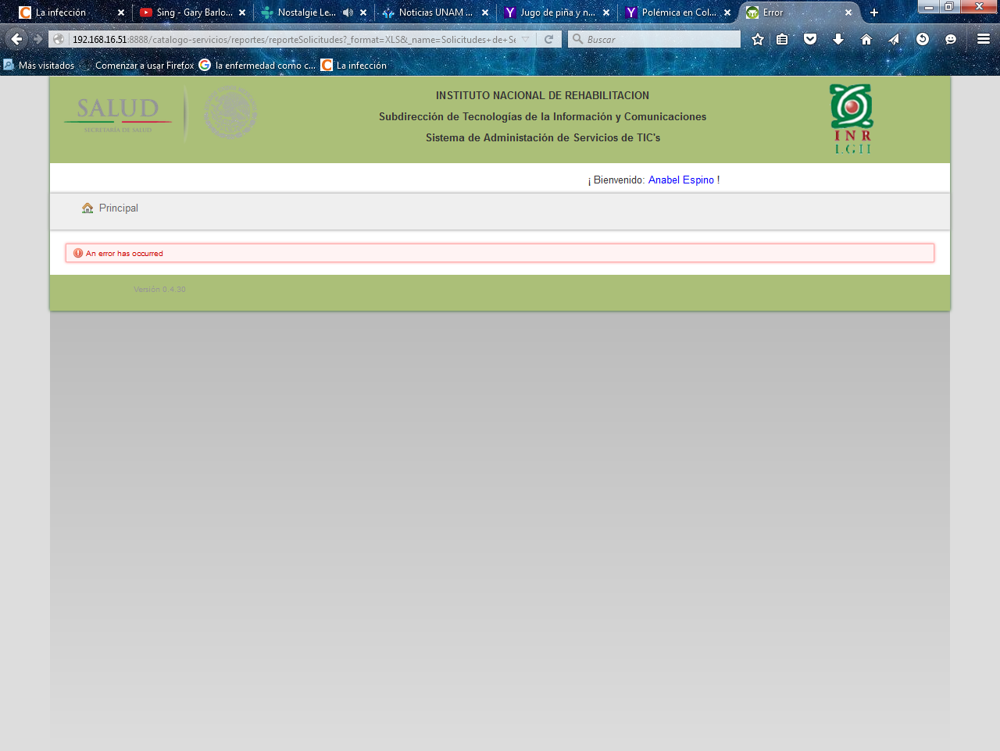 La infección
Sing - Gary Barlo...
Nostalgie Le...
Noticias UNAM ...
Jugo de piña y n...
Polémica en Col...
Error
192.168.16.51:8888/catalogo-servicios/reportes/reporteSolicitudes?_format=XLS&_name=Solicitudes+de+Se
Buscar
Más visitados
Comenzar a usar Firefox
la enfermedad como c...
La infección
SALUD
SECRETARÍA DE SALUD
INSTITUTO NACIONAL DE REHABILITACION
Subdirección de Tecnologías de la Información y Comunicaciones
Sistema de Administación de Servicios de TIC's
INR
LGII
¡ Bienvenido: Anabel Espino !
Principal
An error has occurred
Versión 0.4.30